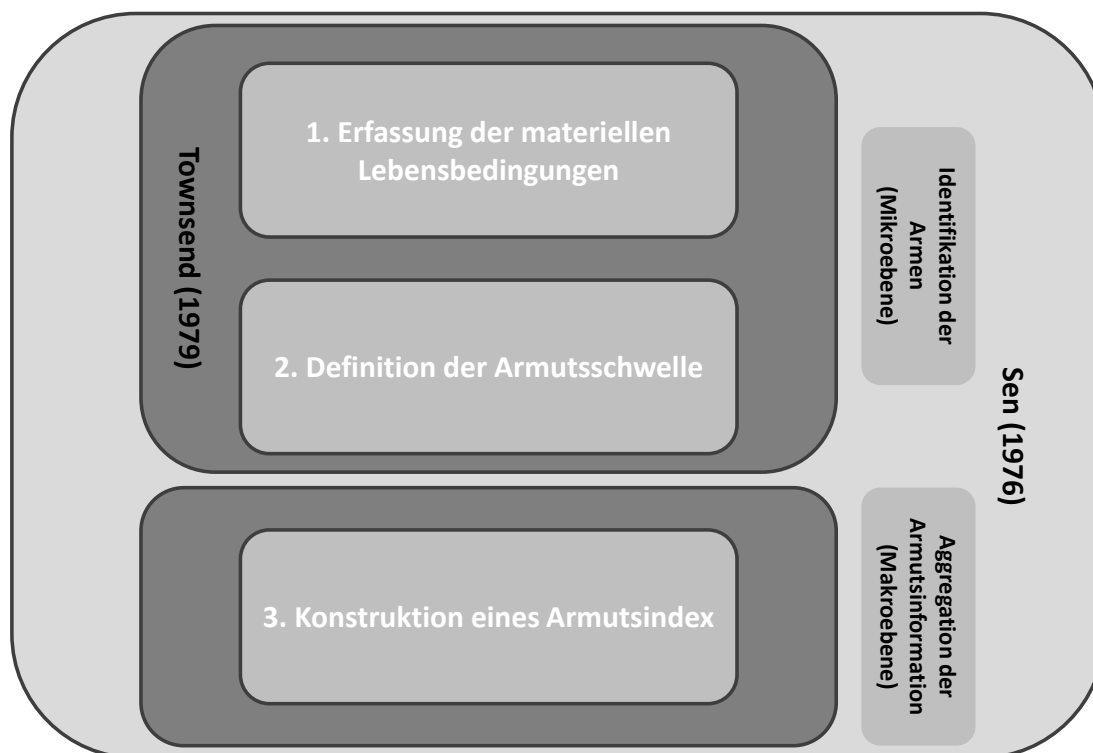 Townsend (1979)
1. Erfassung der materiellen
Lebensbedingungen
2. Definition der Armutsschwelle
3. Konstruktion eines Armutsindex
Identifikation der
Armen
(Mikroebene)
Aggregation der
Armutsinformation
(Makroebene)
Sen (1976)